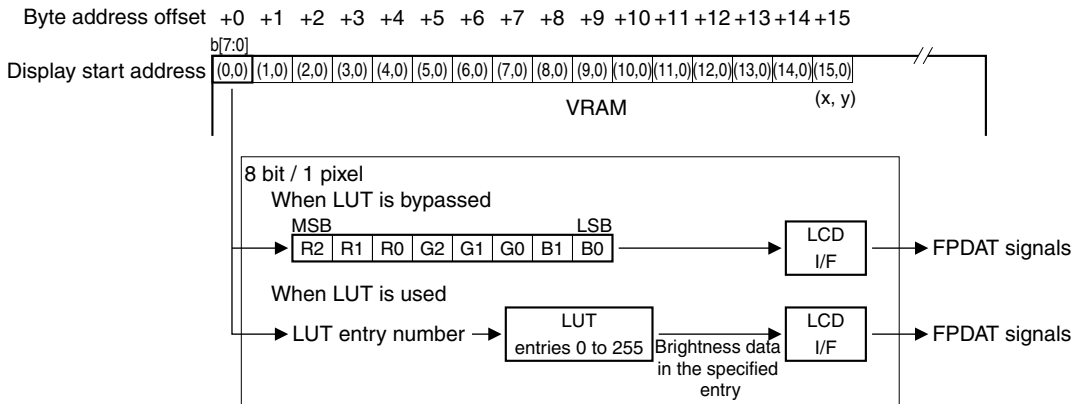 Byte address offset +0 +1 +2 +3 +4 +5 +6 +7 +8 +9 +10 +11 +12 +13 +14 +15
b[7:0]
Display start address (0,0) (1,0) (2,0) (3,0) (4,0) (5,0) (6,0) (7,0) (8,0) (9,0) (10,0) (11,0) (12,0) (13,0) (14,0) (15,0)
VRAM (x, y)
8 bit / 1 pixel
When LUT is bypassed
MSB LSB
R2 R1 R0 G2 G1 G0 B1 B0 LCD I/F FPDAT signals
When LUT is used
LUT entry number LUT entries 0 to 255 LCD I/F FPDAT signals
Brightness data
in the specified
entry